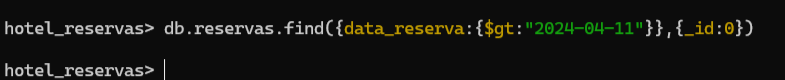 hotel_reservas> db.reservas.find({data_reserva:{$gt:"2024-04-11"}},{_id:0})
hotel_reservas>